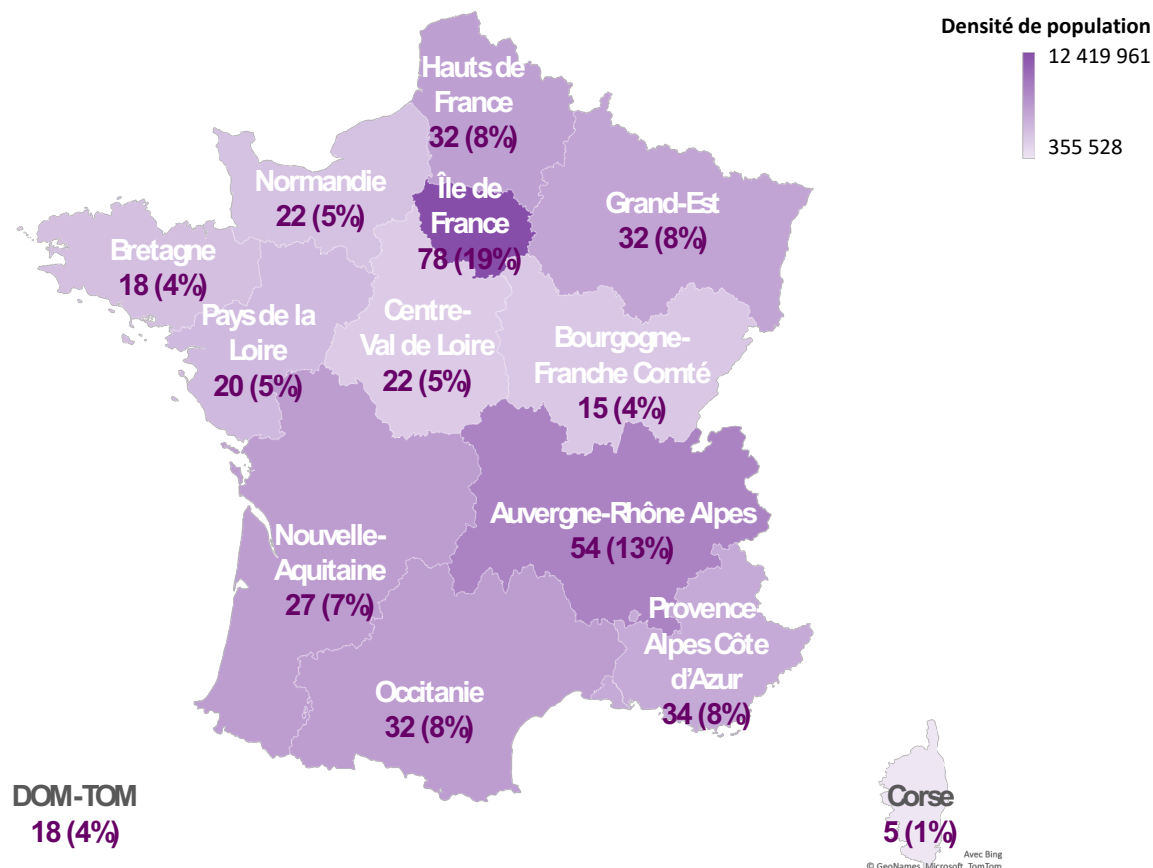 Densité de population
12 419 961
355 528
Hauts de
France
32 (8%)
Île de
France
78 (19%)
Normandie
22 (5%)
Grand-Est
32 (8%)
Bretagne
18 (4%)
Pays de la
Loire
20 (5%)
Centre-
Val de Loire
22 (5%)
Bourgogne-
Franche Comté
15 (4%)
Auvergne-Rhône Alpes
54 (13%)
Nouvelle-
Aquitaine
27 (7%)
Provence-
Alpes Côte
d'Azur
34 (8%)
Occitanie
32 (8%)
DOM-TOM
18 (4%)
Corse
5 (1%)
Avec Bing
© GeoNames, Microsoft, TomTom